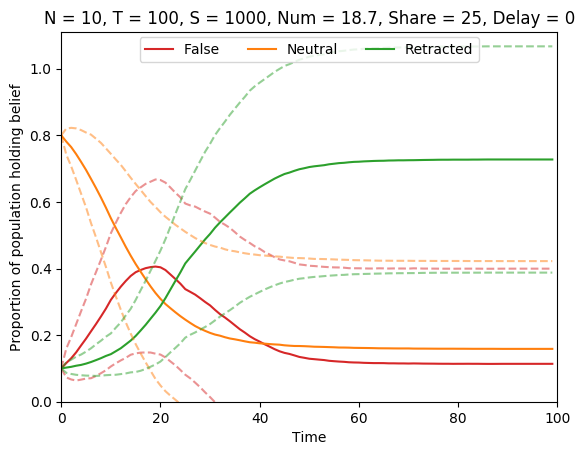 N = 10, T = 100, S = 1000, Num = 18.7, Share = 25, Delay = 0
False Neutral Retracted
Proportion of population holding belief
1.0
0.8
0.6
0.4
0.2
0.0
0 20 40 60 80 100
Time